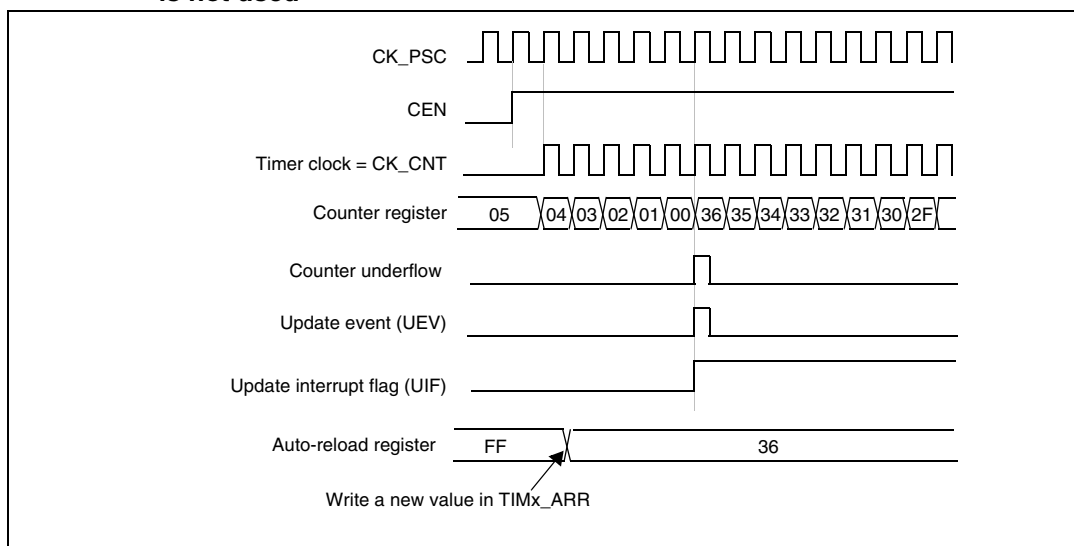 is not used
CK_PSC
CEN
Timer clock = CK_CNT
Counter register 05 04 03 02 01 00 36 35 34 33 32 31 30 2F
Counter underflow
Update event (UEV)
Update interrupt flag (UIF)
Auto-reload register FF 36
Write a new value in TIMx_ARR